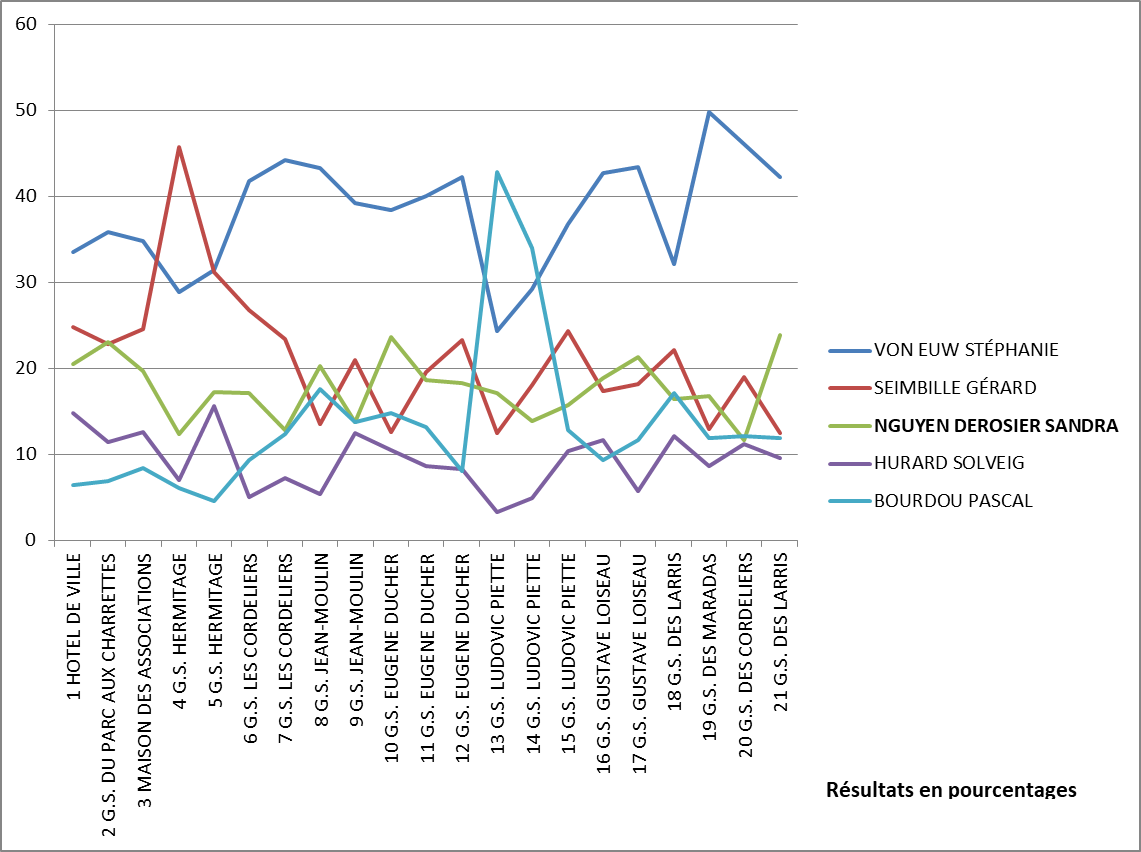 60
50
40
30
20
10
0
1 HOTEL DE VILLE
2 G.S. DU PARC AUX CHARRETTES
3 MAISON DES ASSOCIATIONS
4 G.S. HERMITAGE
5 G.S. HERMITAGE
6 G.S. LES CORDELIERS
7 G.S. LES CORDELIERS
8 G.S. JEAN-MOULIN
9 G.S. JEAN-MOULIN
10 G.S. EUGENE DUCHER
11 G.S. EUGENE DUCHER
12 G.S. EUGENE DUCHER
13 G.S. LUDOVIC PIETTE
14 G.S. LUDOVIC PIETTE
15 G.S. LUDOVIC PIETTE
16 G.S. GUSTAVE LOISEAU
17 G.S. GUSTAVE LOISEAU
18 G.S. DES LARRIS
19 G.S. DES MARADAS
20 G.S. DES CORDELIERS
21 G.S. DES LARRIS
VON EUW STÉPHANIE
SEIMBILLE GÉRARD
NGUYEN DEROSIER SANDRA
HURARD SOLVEIG
BOURDOU PASCAL
Résultats en pourcentages